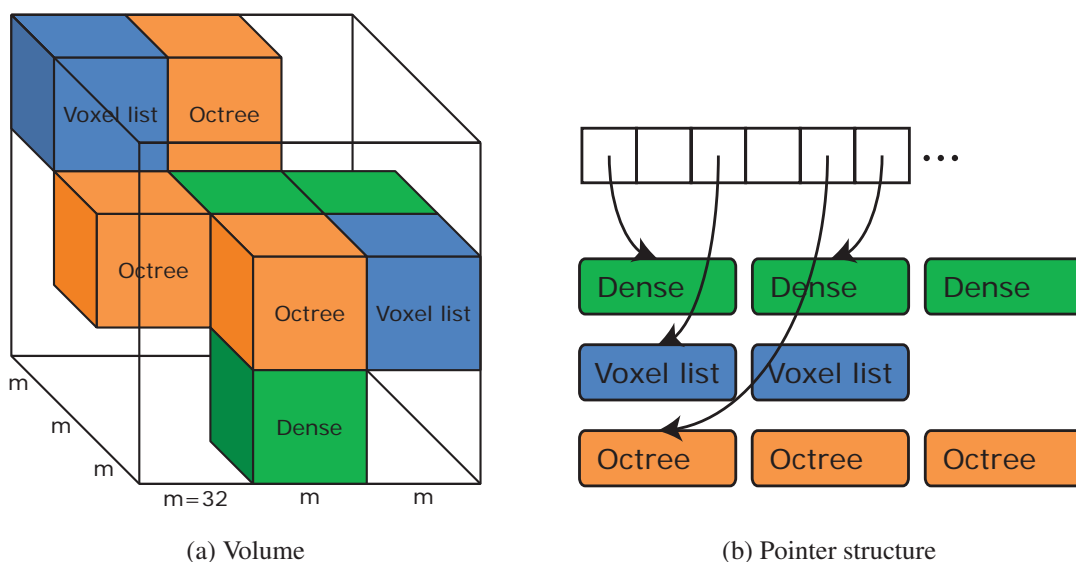 Voxel list
Octree
Octree
Octree
Voxel list
Dense
m
m
m
m=32
m
m
(a) Volume
...
Dense
Dense
Dense
Voxel list
Voxel list
Octree
Octree
Octree
(b) Pointer structure